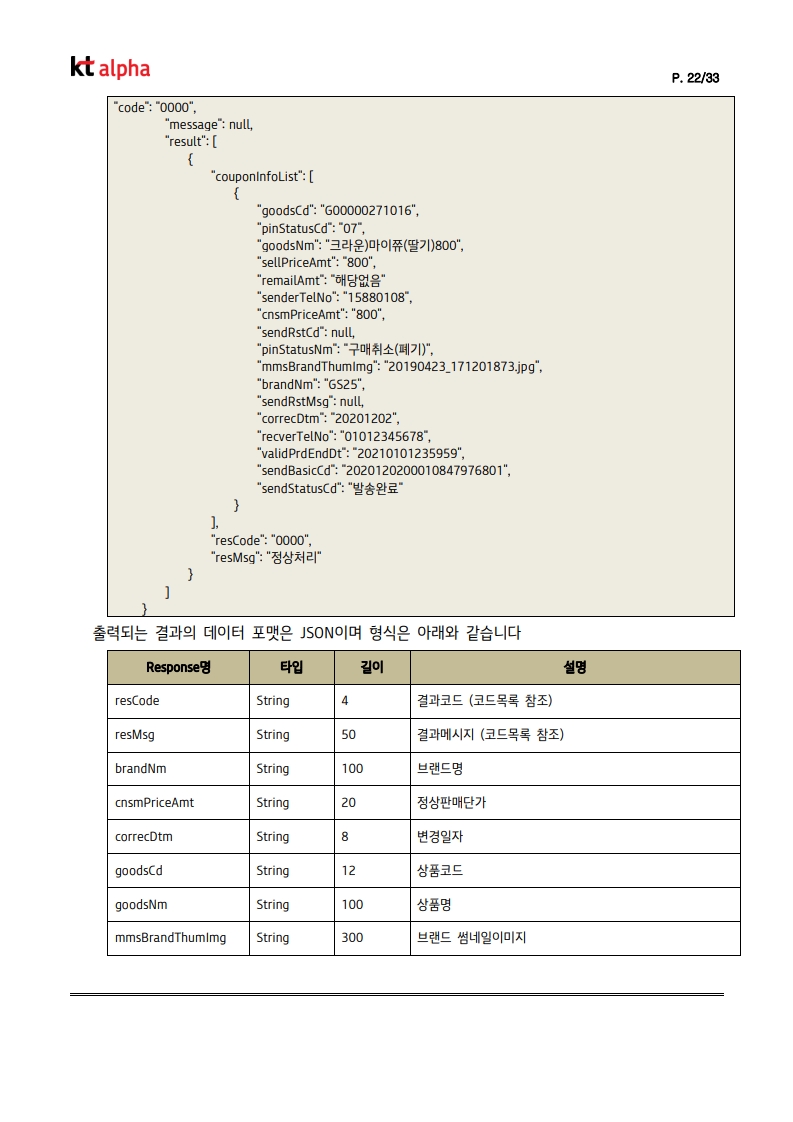 kt alpha
P. 22/33
"code": "0000",
"message": null,
"result": [
{
"couponInfoList": [
{
"goodsCd": "G00000271016",
"pinStatusCd": "07",
"goodsNm": "크라운)마이쮸(딸기)800",
"sellPriceAmt": "800",
"remailAmt": "해당없음"
"senderTelNo": "15880108",
"cnsmPriceAmt": "800",
"sendRstCd": null,
"pinStatusNm": "구매취소(폐기)",
"mmsBrandThumImg": "20190423_171201873.jpg",
"brandNm": "GS25",
"sendRstMsg": null,
"correcDtm": "20201202",
"recverTelNo": "01012345678",
"validPrdEndDt": "20210101235959",
"sendBasicCd": "2020120200010847976801",
"sendStatusCd": "발송완료"
}
],
"resCode": "0000",
"resMsg": "정상처리"
}
]
}
출력되는 결과의 데이터 포맷은 JSON이며 형식은 아래와 같습니다
Response명 타입 길이 설명
resCode String 4 결과코드 (코드목록 참조)
resMsg String 50 결과메시지 (코드목록 참조)
brandNm String 100 브랜드명
cnsmPriceAmt String 20 정상판매단가
correcDtm String 8 변경일자
goodsCd String 12 상품코드
goodsNm String 100 상품명
mmsBrandThumImg String 300 브랜드 썸네일이미지